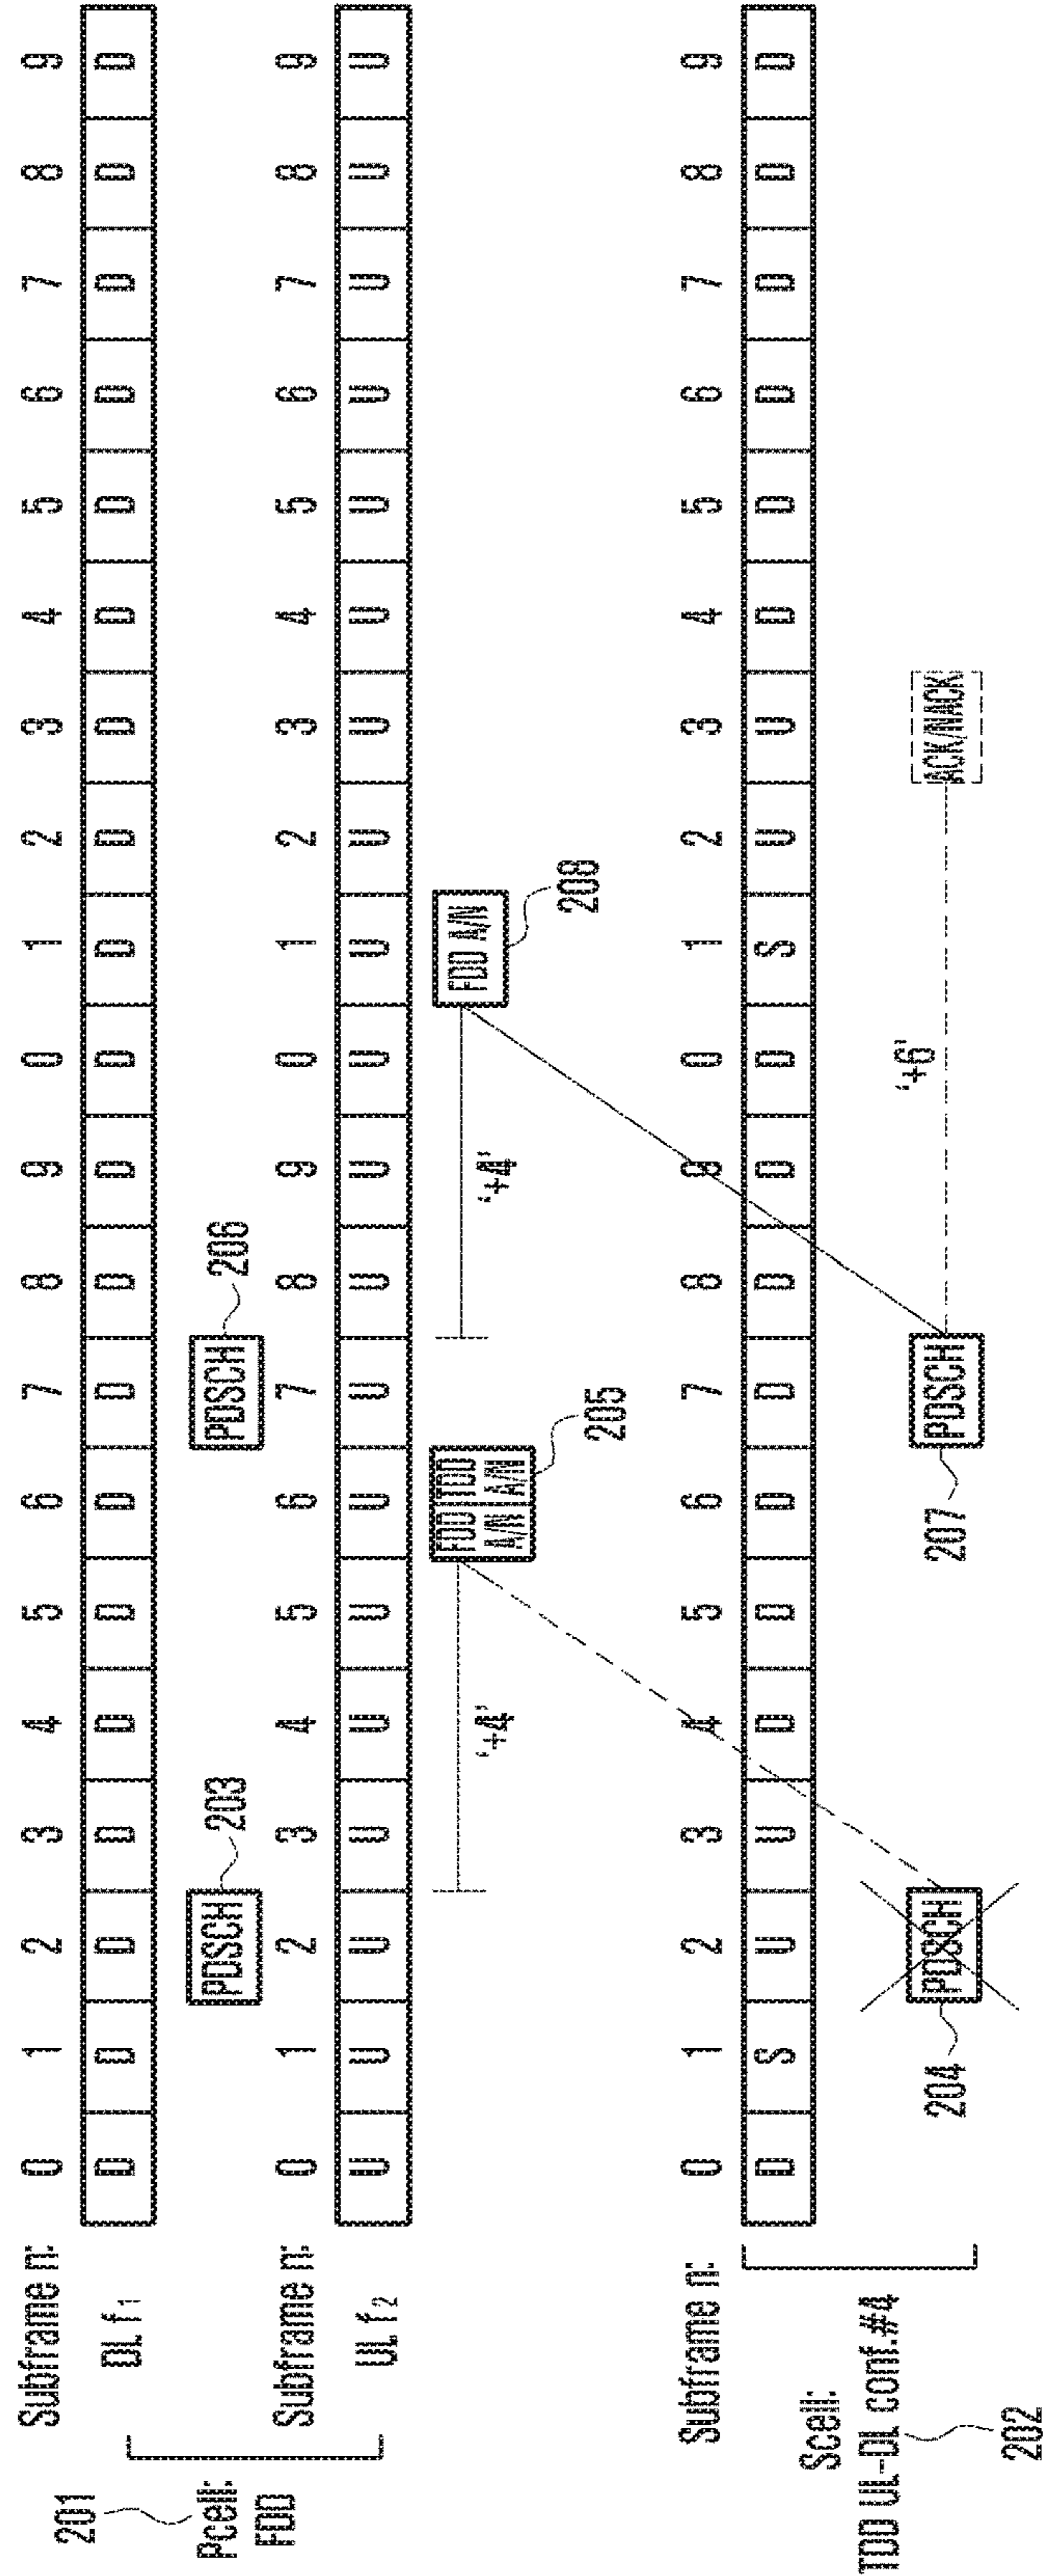 Subframe n: 0 1 2 3 4 5 6 7 8 9 0 1 2 3 4 5 6 7 8 9
201
DL f1 D D D D D D D D D D D D D D D D D D D D
Pcell:
FDD
PDSCH 203 PDSCH 206
Subframe n: 0 1 2 3 4 5 6 7 8 9 0 1 2 3 4 5 6 7 8 9
UL f2 U U U U U U U U U U U U U U U U U U U U
FDD TDD FDD A/N
A/N A/N
'+4' '+4'
205 208
Subframe n: 0 1 2 3 4 5 6 7 8 9 0 1 2 3 4 5 6 7 8 9
D S U U D D D D D D D S U U D D D D D D
Scell:
TDD UL-DL conf.#4
'+6'
PDSCH PDSCH ACK/NACK
204 207
202